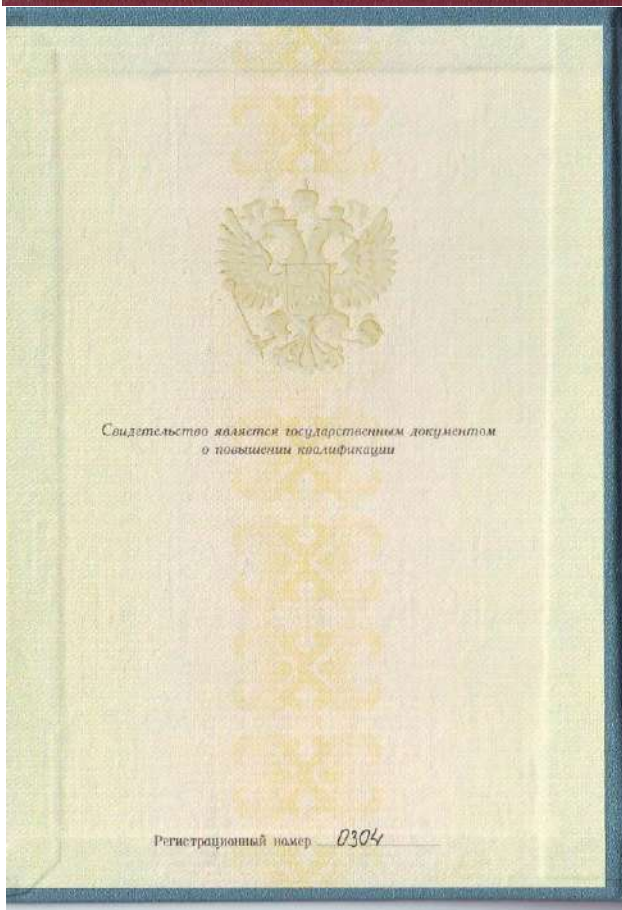 Свидетельство является государственным документом
о повышении квалификации
Регистрационный номер 0304